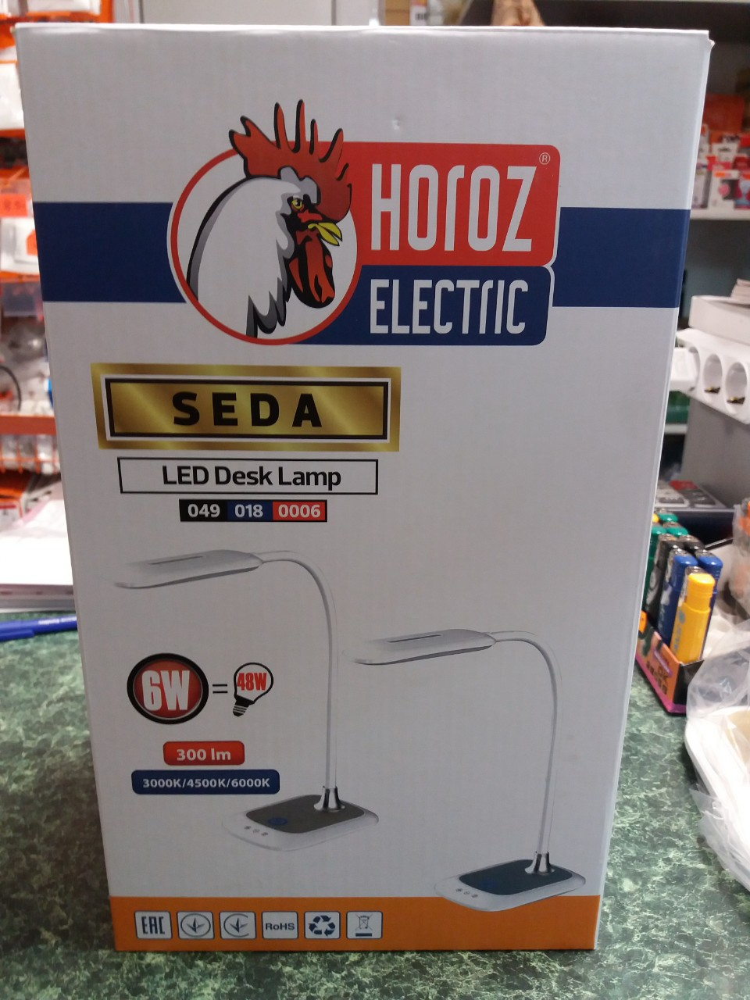 HOROZ®
ELECTRIC
SEDA
LED Desk Lamp
049 018 0006
6W = 48W
300 lm
3000K/4500K/6000K
EAC
RoHS